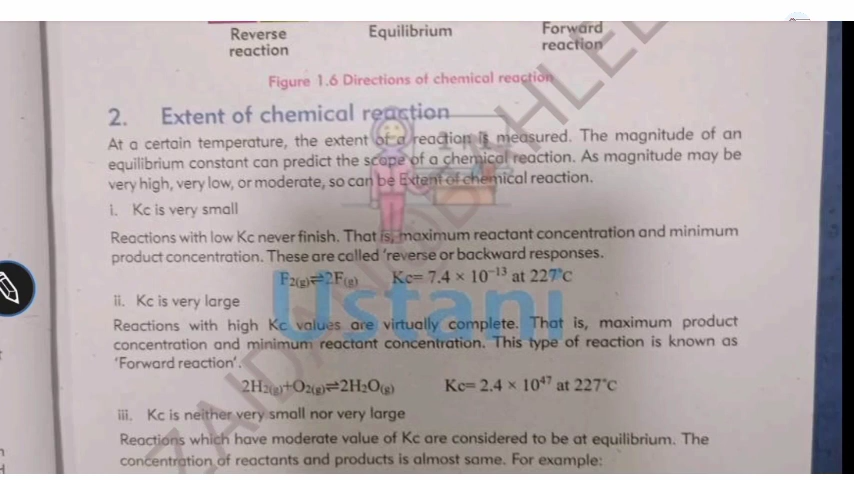 Reverse
reaction
Equilibrium
Forward
reaction
Figure 1.6 Directions of chemical reaction
2. Extent of chemical reaction
At a certain temperature, the extent of a reaction is measured. The magnitude of an
equilibrium constant can predict the scope of a chemical reaction. As magnitude may be
very high, very low, or moderate, so can be Extent of chemical reaction.
i. Kc is very small
Reactions with low Kc never finish. That is, maximum reactant concentration and minimum
product concentration. These are called 'reverse or backward responses.
F₂(g)⇌2F(g) Kc= 7.4 × 10⁻¹³ at 227°C
ii. Kc is very large
Reactions with high Kc values are virtually complete. That is, maximum product
concentration and minimum reactant concentration. This type of reaction is known as
'Forward reaction'.
2H₂(g)+O₂(g)⇌2H₂O(g) Kc= 2.4 × 10⁴⁷ at 227°C
iii. Kc is neither very small nor very large
Reactions which have moderate value of Kc are considered to be at equilibrium. The
concentration of reactants and products is almost same. For example:
Ustani